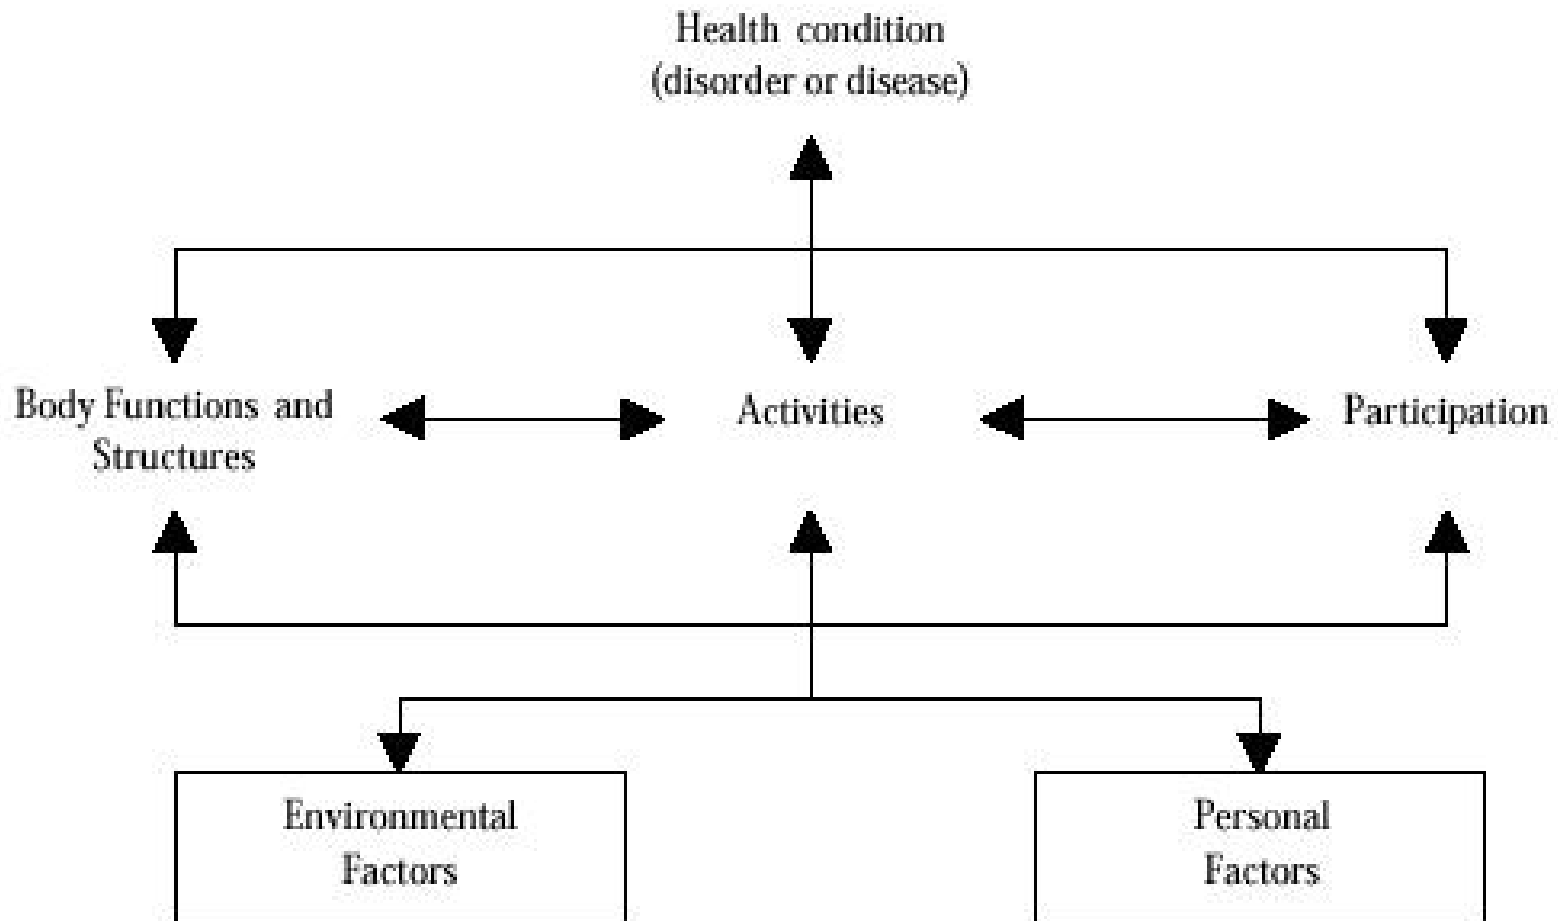 Health condition
(disorder or disease)
Body Functions and
Structures
Activities
Participation
Environmental
Factors
Personal
Factors